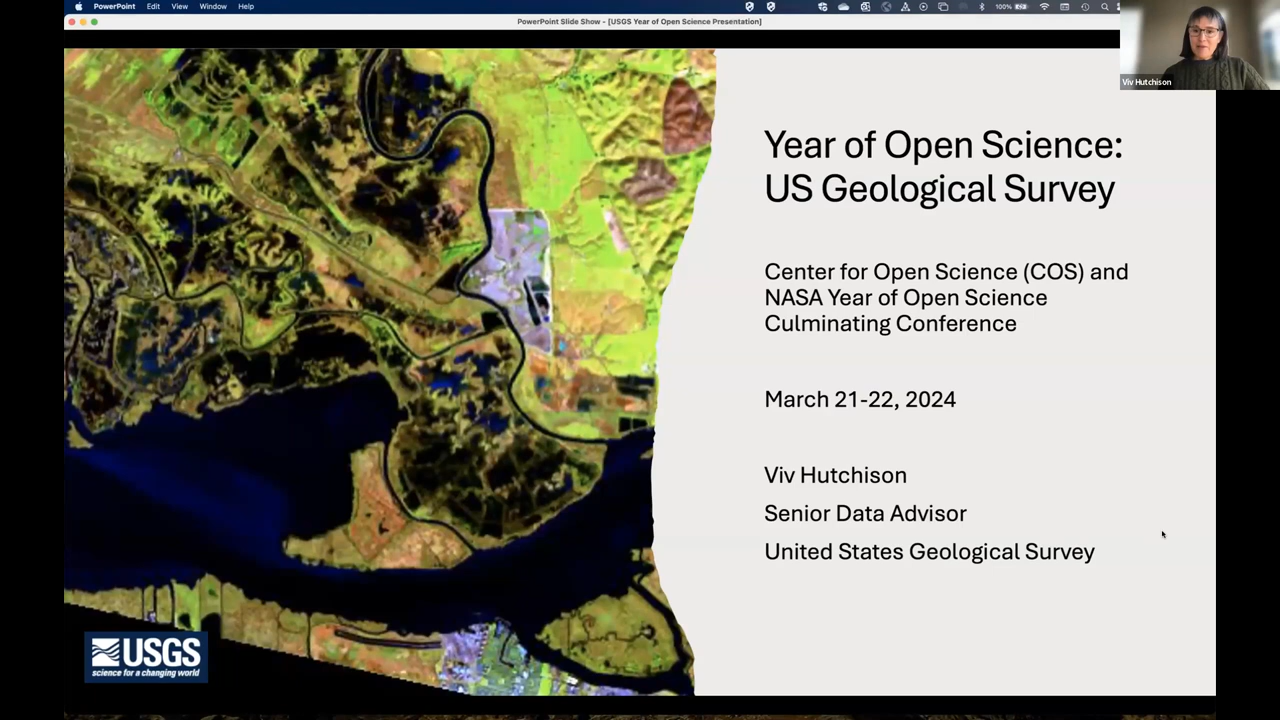 PowerPoint Edit View Window Help
100%
PowerPoint Slide Show - [USGS Year of Open Science Presentation]
Viv Hutchison
Year of Open Science:
US Geological Survey
Center for Open Science (COS) and
NASA Year of Open Science
Culminating Conference
March 21-22, 2024
Viv Hutchison
Senior Data Advisor
United States Geological Survey
USGS
science for a changing world